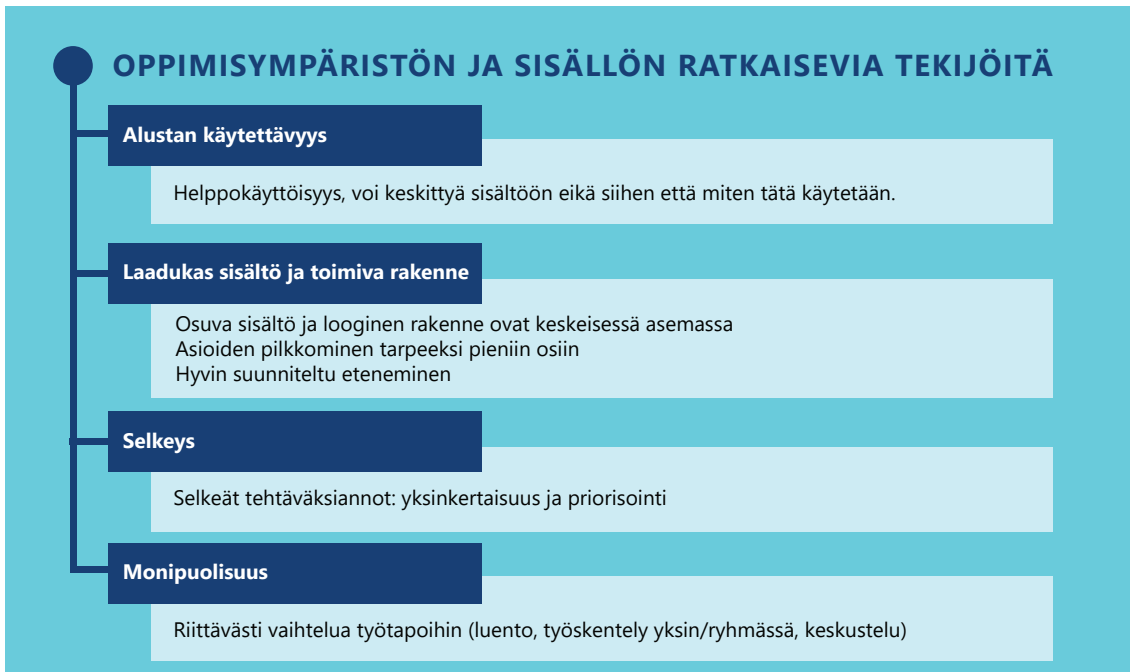 OPPIMISYMPÄRISTÖN JA SISÄLLÖN RATKAISEVIA TEKIJÖITÄ
Alustan käytettävyys
Helppokäyttöisyys, voi keskittyä sisältöön eikä siihen että miten tätä käytetään.
Laadukas sisältö ja toimiva rakenne
Osuva sisältö ja looginen rakenne ovat keskeisessä asemassa
Asioiden pilkkominen tarpeeksi pieniin osiin
Hyvin suunniteltu eteneminen
Selkeys
Selkeät tehtäväksiannot: yksinkertaisuus ja priorisointi
Monipuolisuus
Riittävästi vaihtelua työtapoihin (luento, työskentely yksin/ryhmässä, keskustelu)